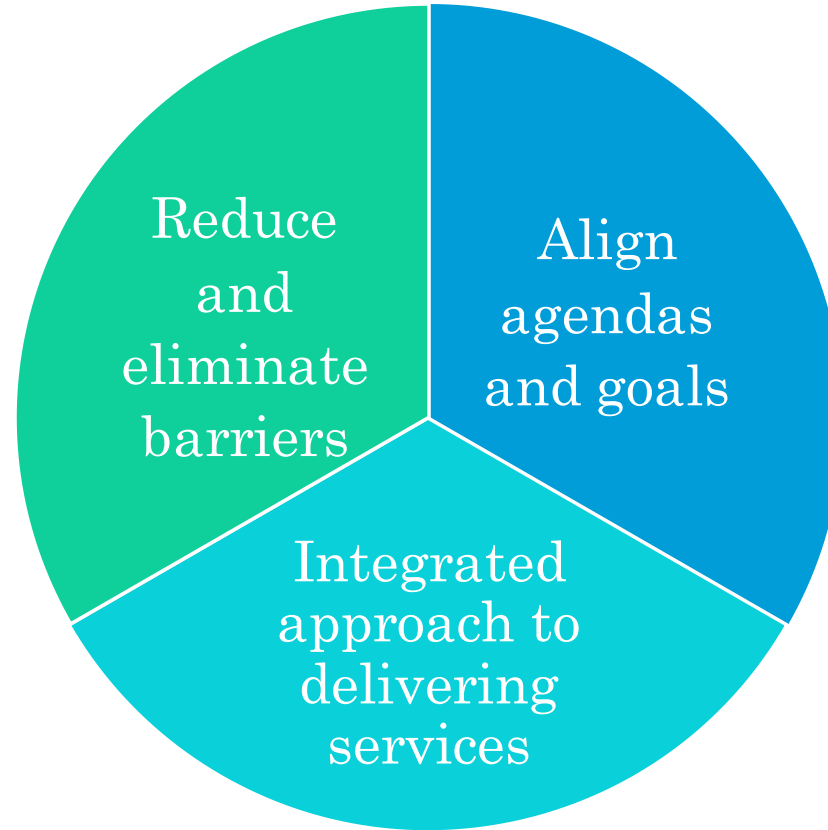 Reduce
and
eliminate
barriers
Align
agendas
and goals
Integrated
approach to
delivering
services